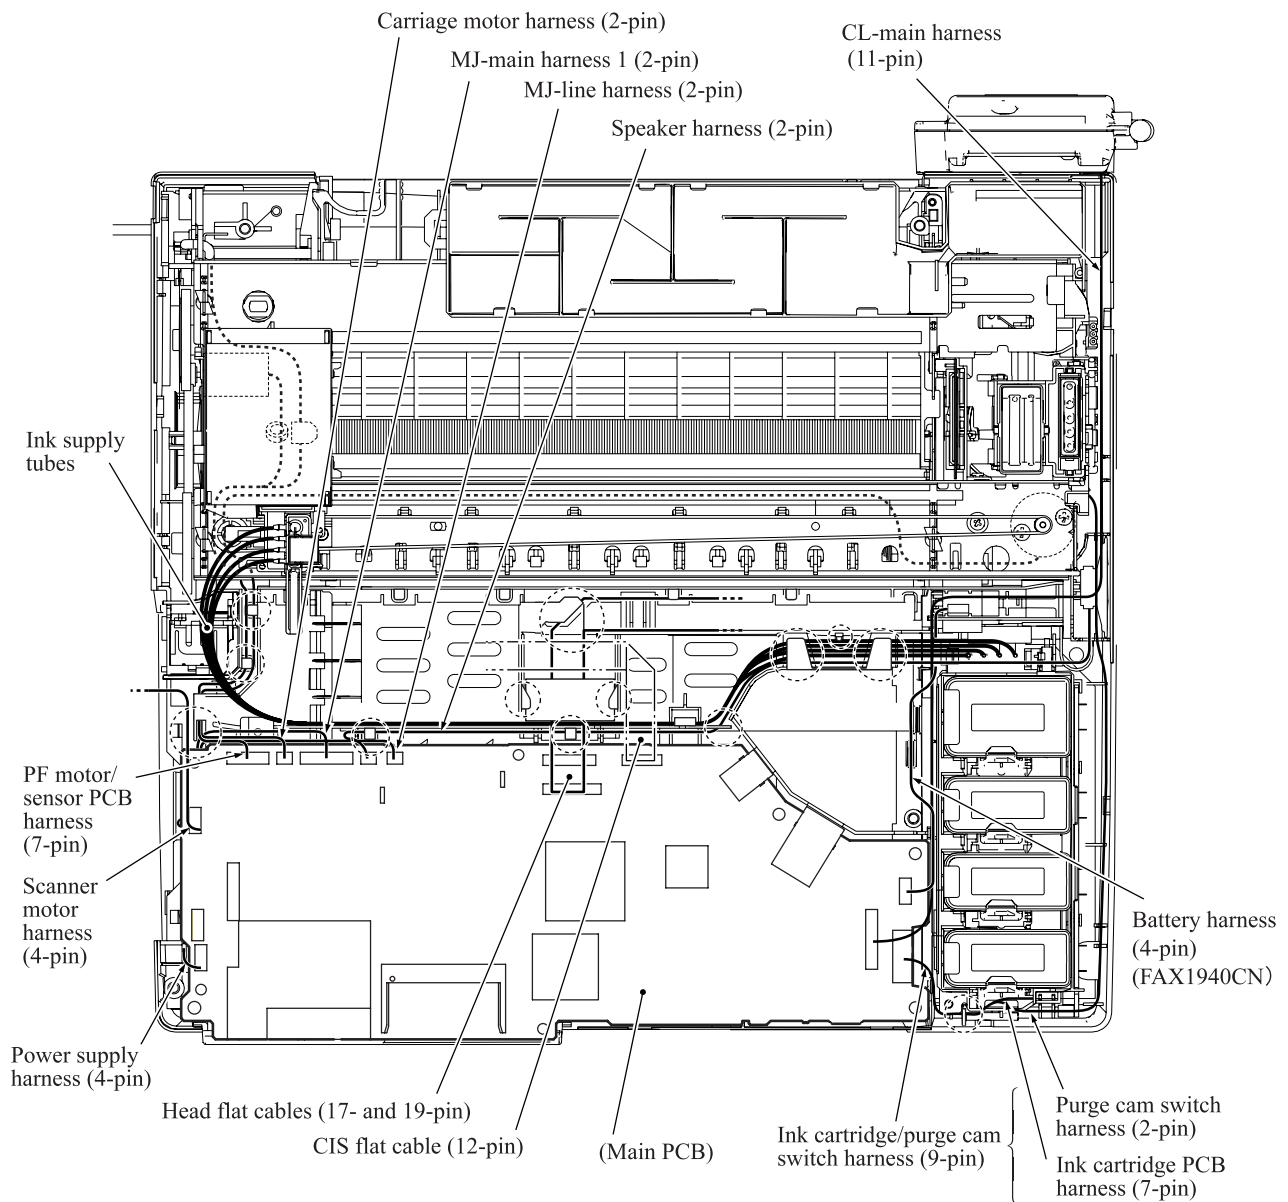 Carriage motor harness (2-pin)
MJ-main harness 1 (2-pin)
MJ-line harness (2-pin)
Speaker harness (2-pin)
CL-main harness
(11-pin)
Ink supply
tubes
PF motor/
sensor PCB
harness
(7-pin)
Scanner
motor
harness
(4-pin)
Power supply
harness (4-pin)
Head flat cables (17- and 19-pin)
CIS flat cable (12-pin)
(Main PCB)
Ink cartridge/purge cam
switch harness (9-pin)
Battery harness
(4-pin)
(FAX1940CN)
Purge cam switch
harness (2-pin)
Ink cartridge PCB
harness (7-pin)